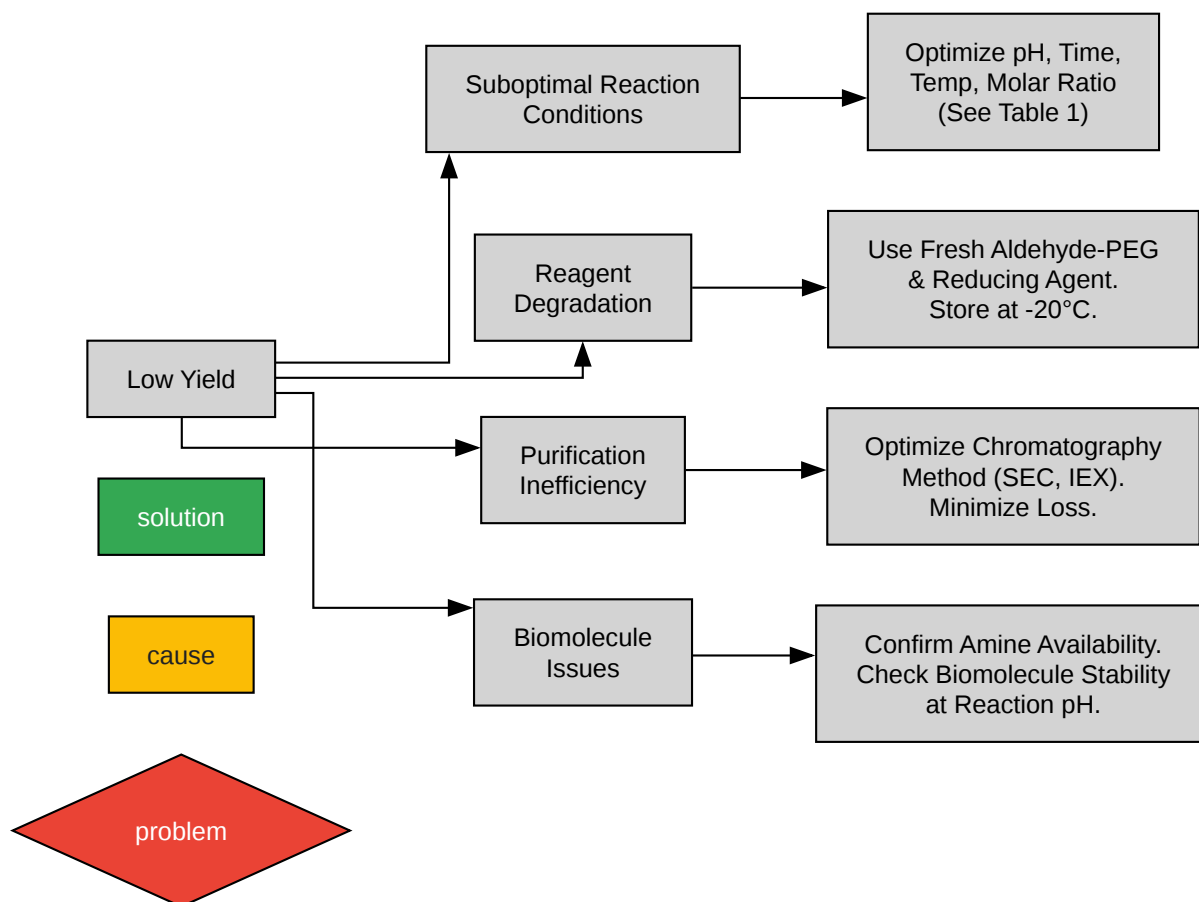 Suboptimal Reaction
Conditions
Optimize pH, Time,
Temp, Molar Ratio
(See Table 1)
Reagent
Degradation
Use Fresh Aldehyde-PEG
& Reducing Agent.
Store at -20°C.
Low Yield
Purification
Inefficiency
Optimize Chromatography
Method (SEC, IEX).
Minimize Loss.
solution
Biomolecule
Issues
Confirm Amine Availability.
Check Biomolecule Stability
at Reaction pH.
cause
problem